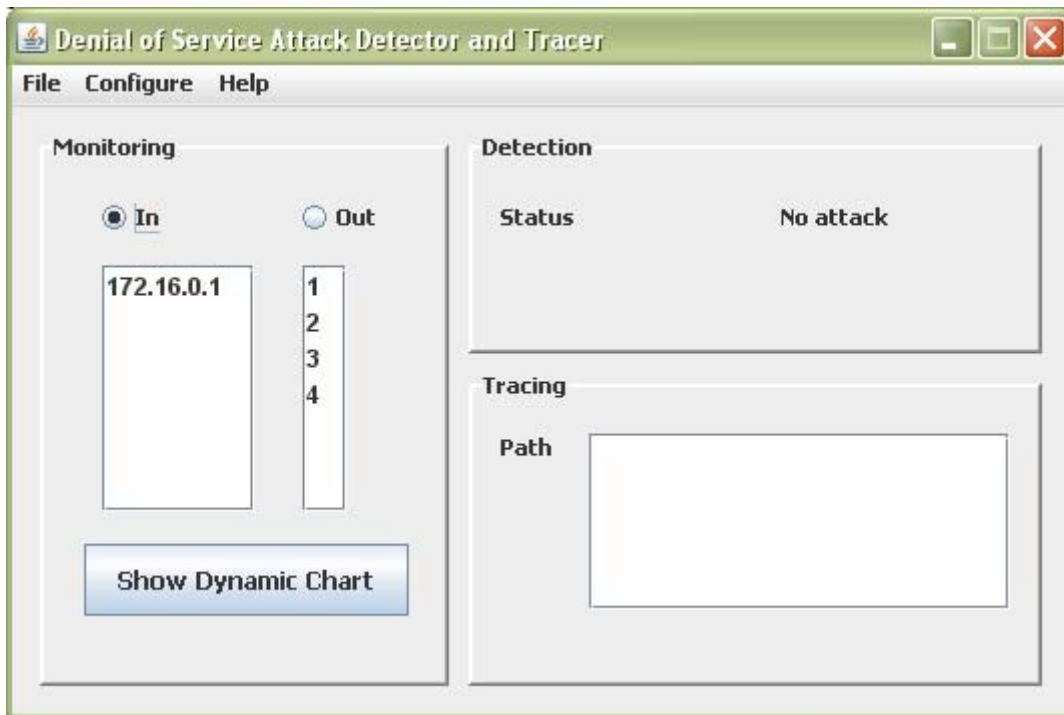 Denial of Service Attack Detector and Tracer
File Configure Help
Monitoring
In Out
172.16.0.1
1
2
3
4
Show Dynamic Chart
Detection
Status No attack
Tracing
Path